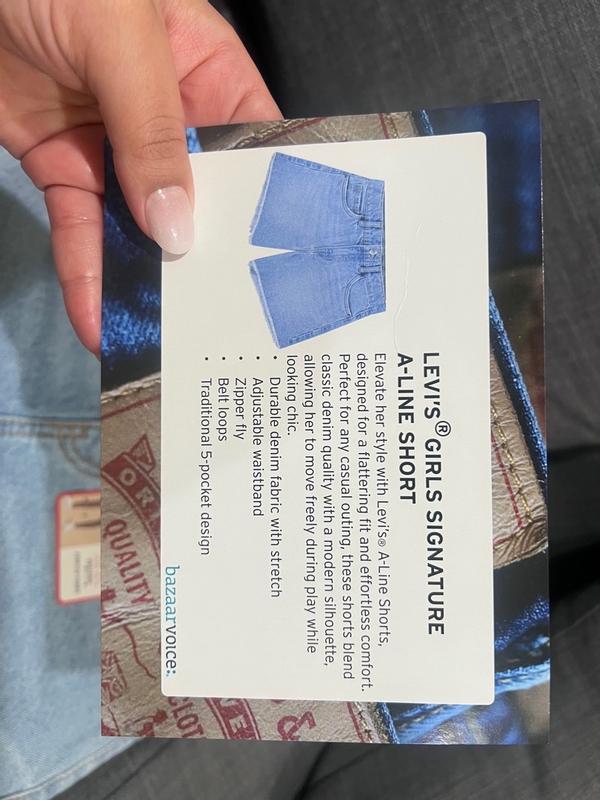 LEVI'S® GIRLS SIGNATURE
A-LINE SHORT
Elevate her style with Levi's® A-Line Shorts,
designed for a flattering fit and effortless comfort.
Perfect for any casual outing, these shorts blend
classic denim quality with a modern silhouette,
allowing her to move freely during play while
looking chic.
• Durable denim fabric with stretch
• Adjustable waistband
• Zipper fly
• Belt loops
• Traditional 5-pocket design
bazaarvoice:.
QUALITY
CLOT
&